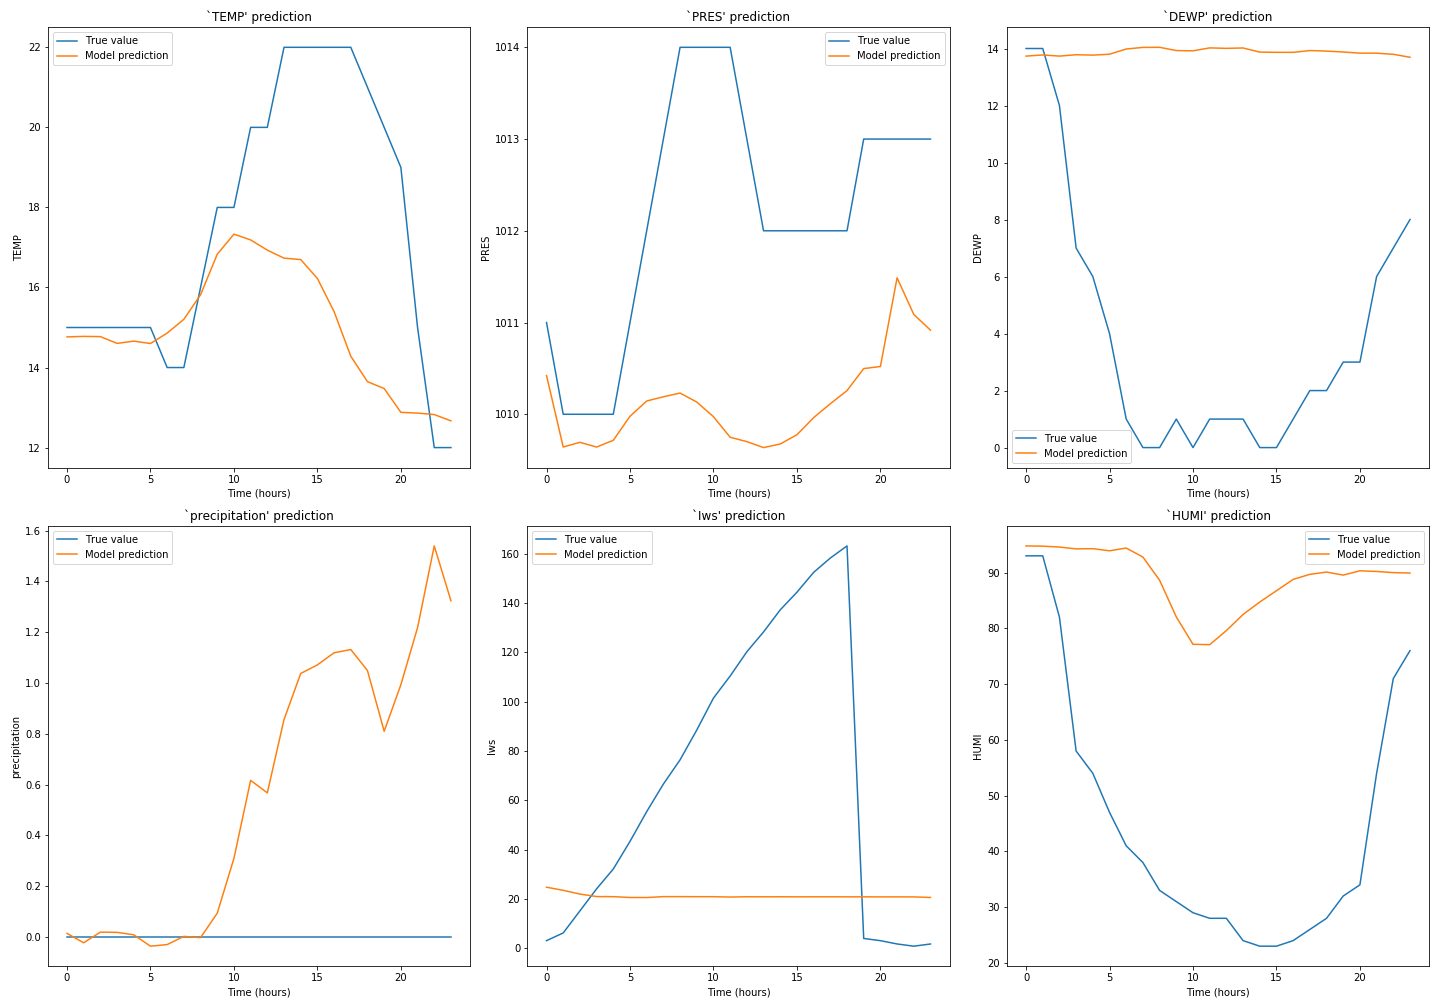 `TEMP' prediction
True value
Model prediction
22
20
18
16
14
12
TEMP
0 5 10 15 20
Time (hours)
`PRES' prediction
True value
Model prediction
1014
1013
1012
1011
1010
PRES
0 5 10 15 20
Time (hours)
`DEWP' prediction
14
12
10
8
6
4
2
0
DEWP
True value
Model prediction
0 5 10 15 20
Time (hours)
`precipitation' prediction
True value
Model prediction
1.6
1.4
1.2
1.0
0.8
0.6
0.4
0.2
0.0
precipitation
0 5 10 15 20
Time (hours)
`Iws' prediction
True value
Model prediction
160
140
120
100
80
60
40
20
0
Iws
0 5 10 15 20
Time (hours)
`HUMI' prediction
True value
Model prediction
90
80
70
60
50
40
30
20
HUMI
0 5 10 15 20
Time (hours)